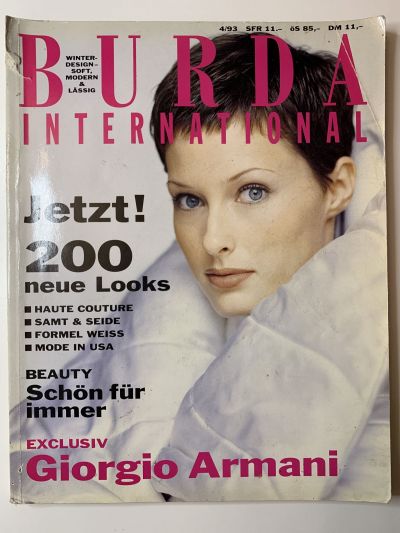 4/93 SFR 11.– öS 85,– D/M 11,–
WINTER-
DESIGN–
SOFT,
MODERN
&
LÄSSIG
BURDA
INTERNATIONAL
Jetzt!
200
neue Looks
■ HAUTE COUTURE
■ SAMT & SEIDE
■ FORMEL WEISS
■ MODE IN USA
BEAUTY
Schön für
immer
EXCLUSIV
Giorgio Armani